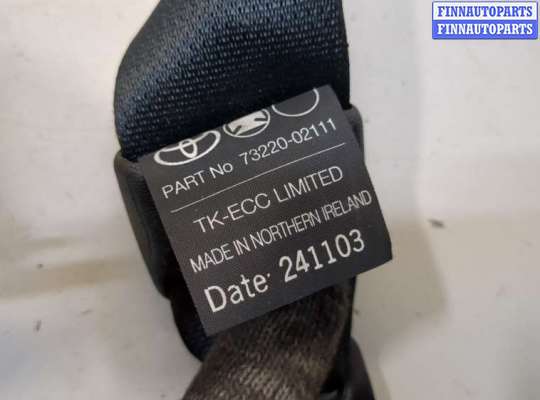 FINNAUTOPARTS
FINNAUTOPARTS
PART No 73220-02111
TK-ECC LIMITED
MADE IN NORTHERN IRELAND
Date: 241103